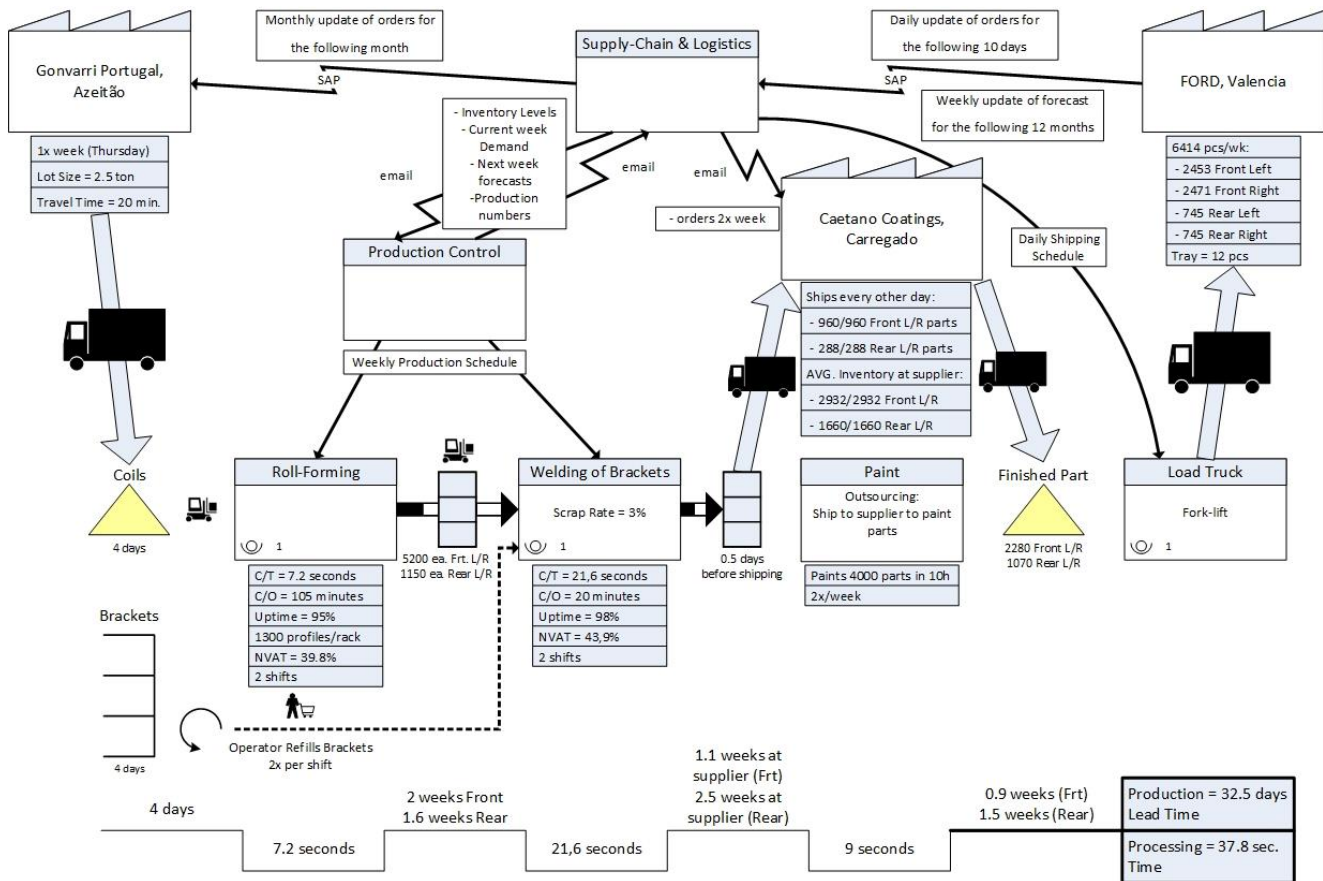 Monthly update of orders for
the following month
Daily update of orders for
the following 10 days
Supply-Chain & Logistics
Gonvarri Portugal,
Azeitão
SAP
SAP
FORD, Valencia
Weekly update of forecast
for the following 12 months
1x week (Thursday)
Lot Size = 2.5 ton
Travel Time = 20 min.
- Inventory Levels
- Current week
Demand
- Next week
forecasts
-Production
numbers
email
email
email
- orders 2x week
6414 pcs/wk:
- 2453 Front Left
- 2471 Front Right
- 745 Rear Left
- 745 Rear Right
Tray = 12 pcs
Caetano Coatings,
Carregado
Daily Shipping
Schedule
Production Control
Ships every other day:
- 960/960 Front L/R parts
- 288/288 Rear L/R parts
AVG. Inventory at supplier:
- 2932/2932 Front L/R
- 1660/1660 Rear L/R
Weekly Production Schedule
Coils
4 days
Roll-Forming
1
C/T = 7.2 seconds
C/O = 105 minutes
Uptime = 95%
1300 profiles/rack
NVAT = 39.8%
2 shifts
5200 ea. Frt. L/R
1150 ea. Rear L/R
Welding of Brackets
Scrap Rate = 3%
1
C/T = 21,6 seconds
C/O = 20 minutes
Uptime = 98%
NVAT = 43,9%
2 shifts
0.5 days
before shipping
Paint
Outsourcing:
Ship to supplier to paint
parts
Paints 4000 parts in 10h
2x/week
Finished Part
2280 Front L/R
1070 Rear L/R
Load Truck
Fork-lift
1
Brackets
4 days
Operator Refills Brackets
2x per shift
4 days
7.2 seconds
2 weeks Front
1.6 weeks Rear
21,6 seconds
1.1 weeks at
supplier (Frt)
2.5 weeks at
supplier (Rear)
9 seconds
0.9 weeks (Frt)
1.5 weeks (Rear)
Production = 32.5 days
Lead Time
Processing = 37.8 sec.
Time